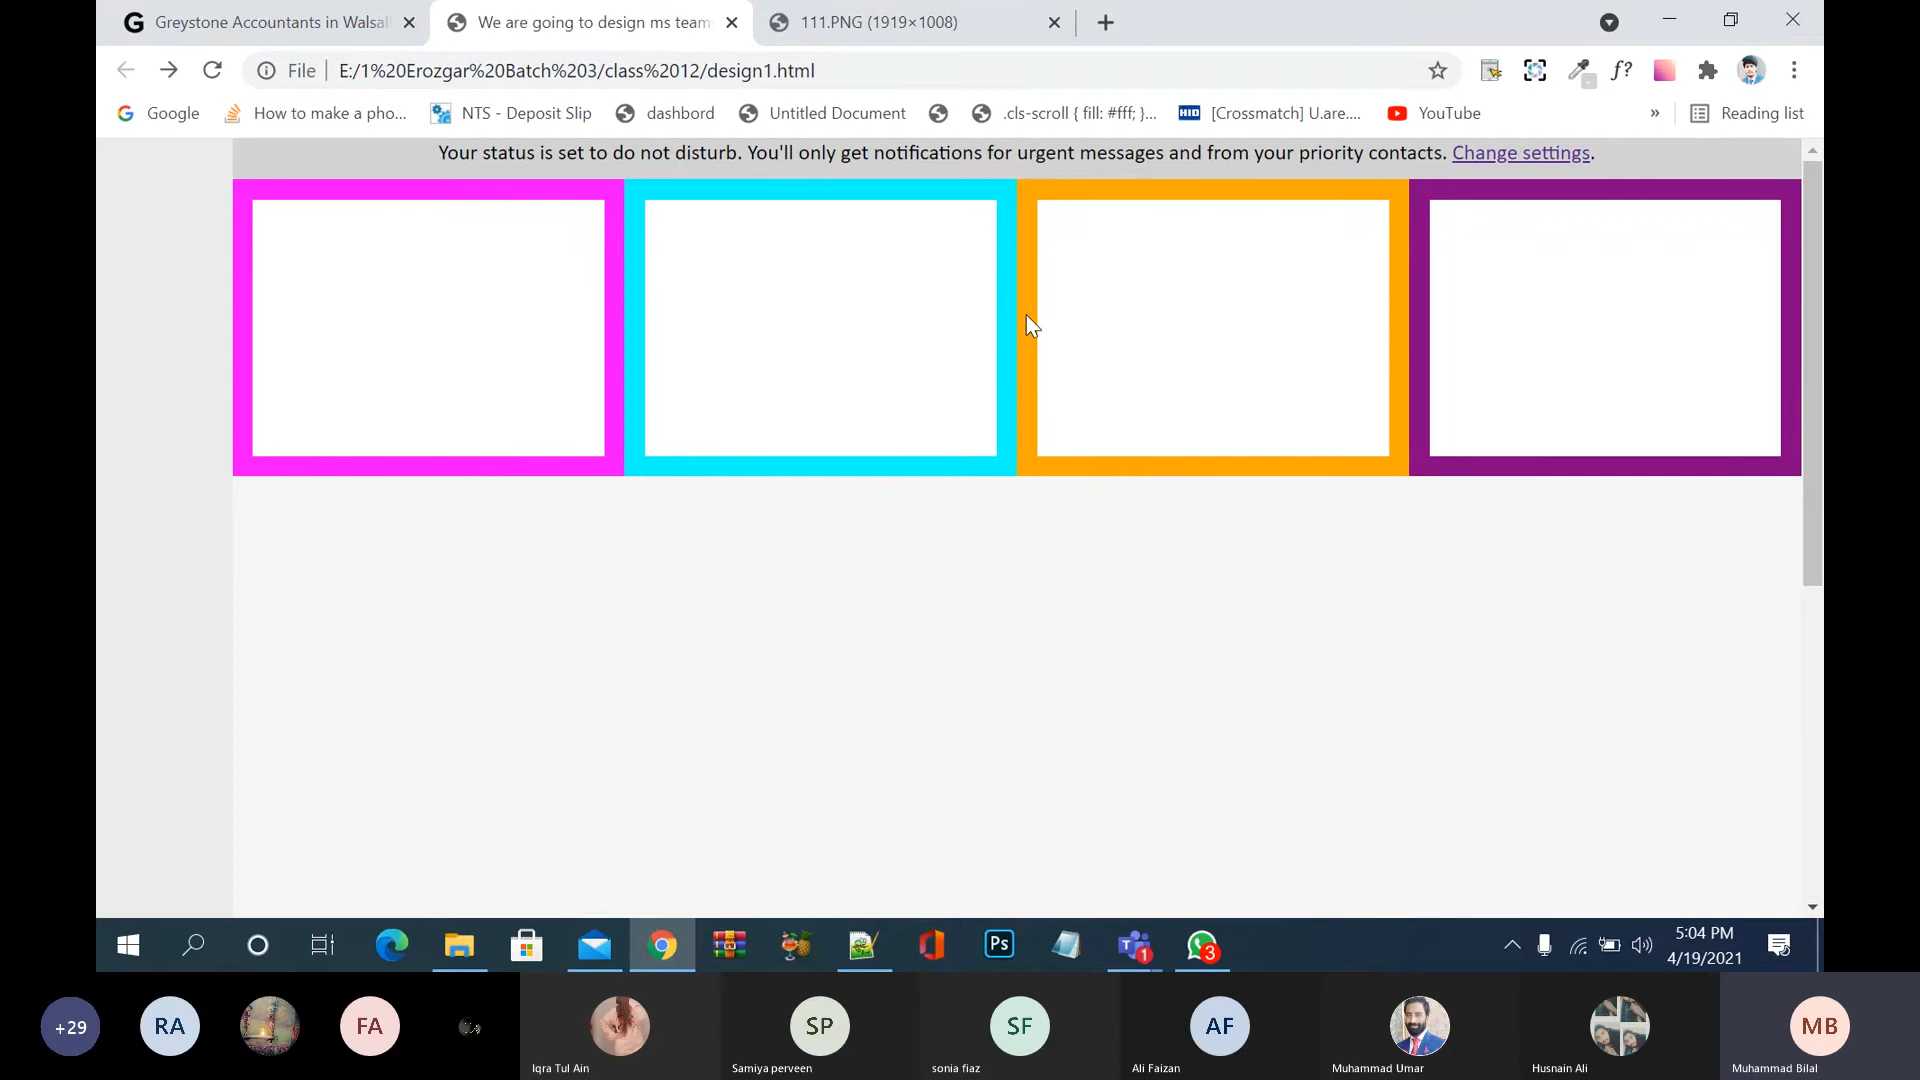 Greystone Accountants in Walsal
We are going to design ms team
111.PNG (1919×1008)
File
E:/1%20Erozgar%20Batch%203/class%2012/design1.html
f?
Google
How to make a pho...
NTS - Deposit Slip
dashbord
Untitled Document
.cls-scroll { fill: #fff; }...
HID
[Crossmatch] U.are....
YouTube
»
Reading list
Your status is set to do not disturb. You'll only get notifications for urgent messages and from your priority contacts. Change settings.
Ps
1
3
5:04 PM
4/19/2021
+29
RA
FA
Iqra Tul Ain
SP
Samiya perveen
SF
sonia fiaz
AF
Ali Faizan
Muhammad Umar
Husnain Ali
MB
Muhammad Bilal